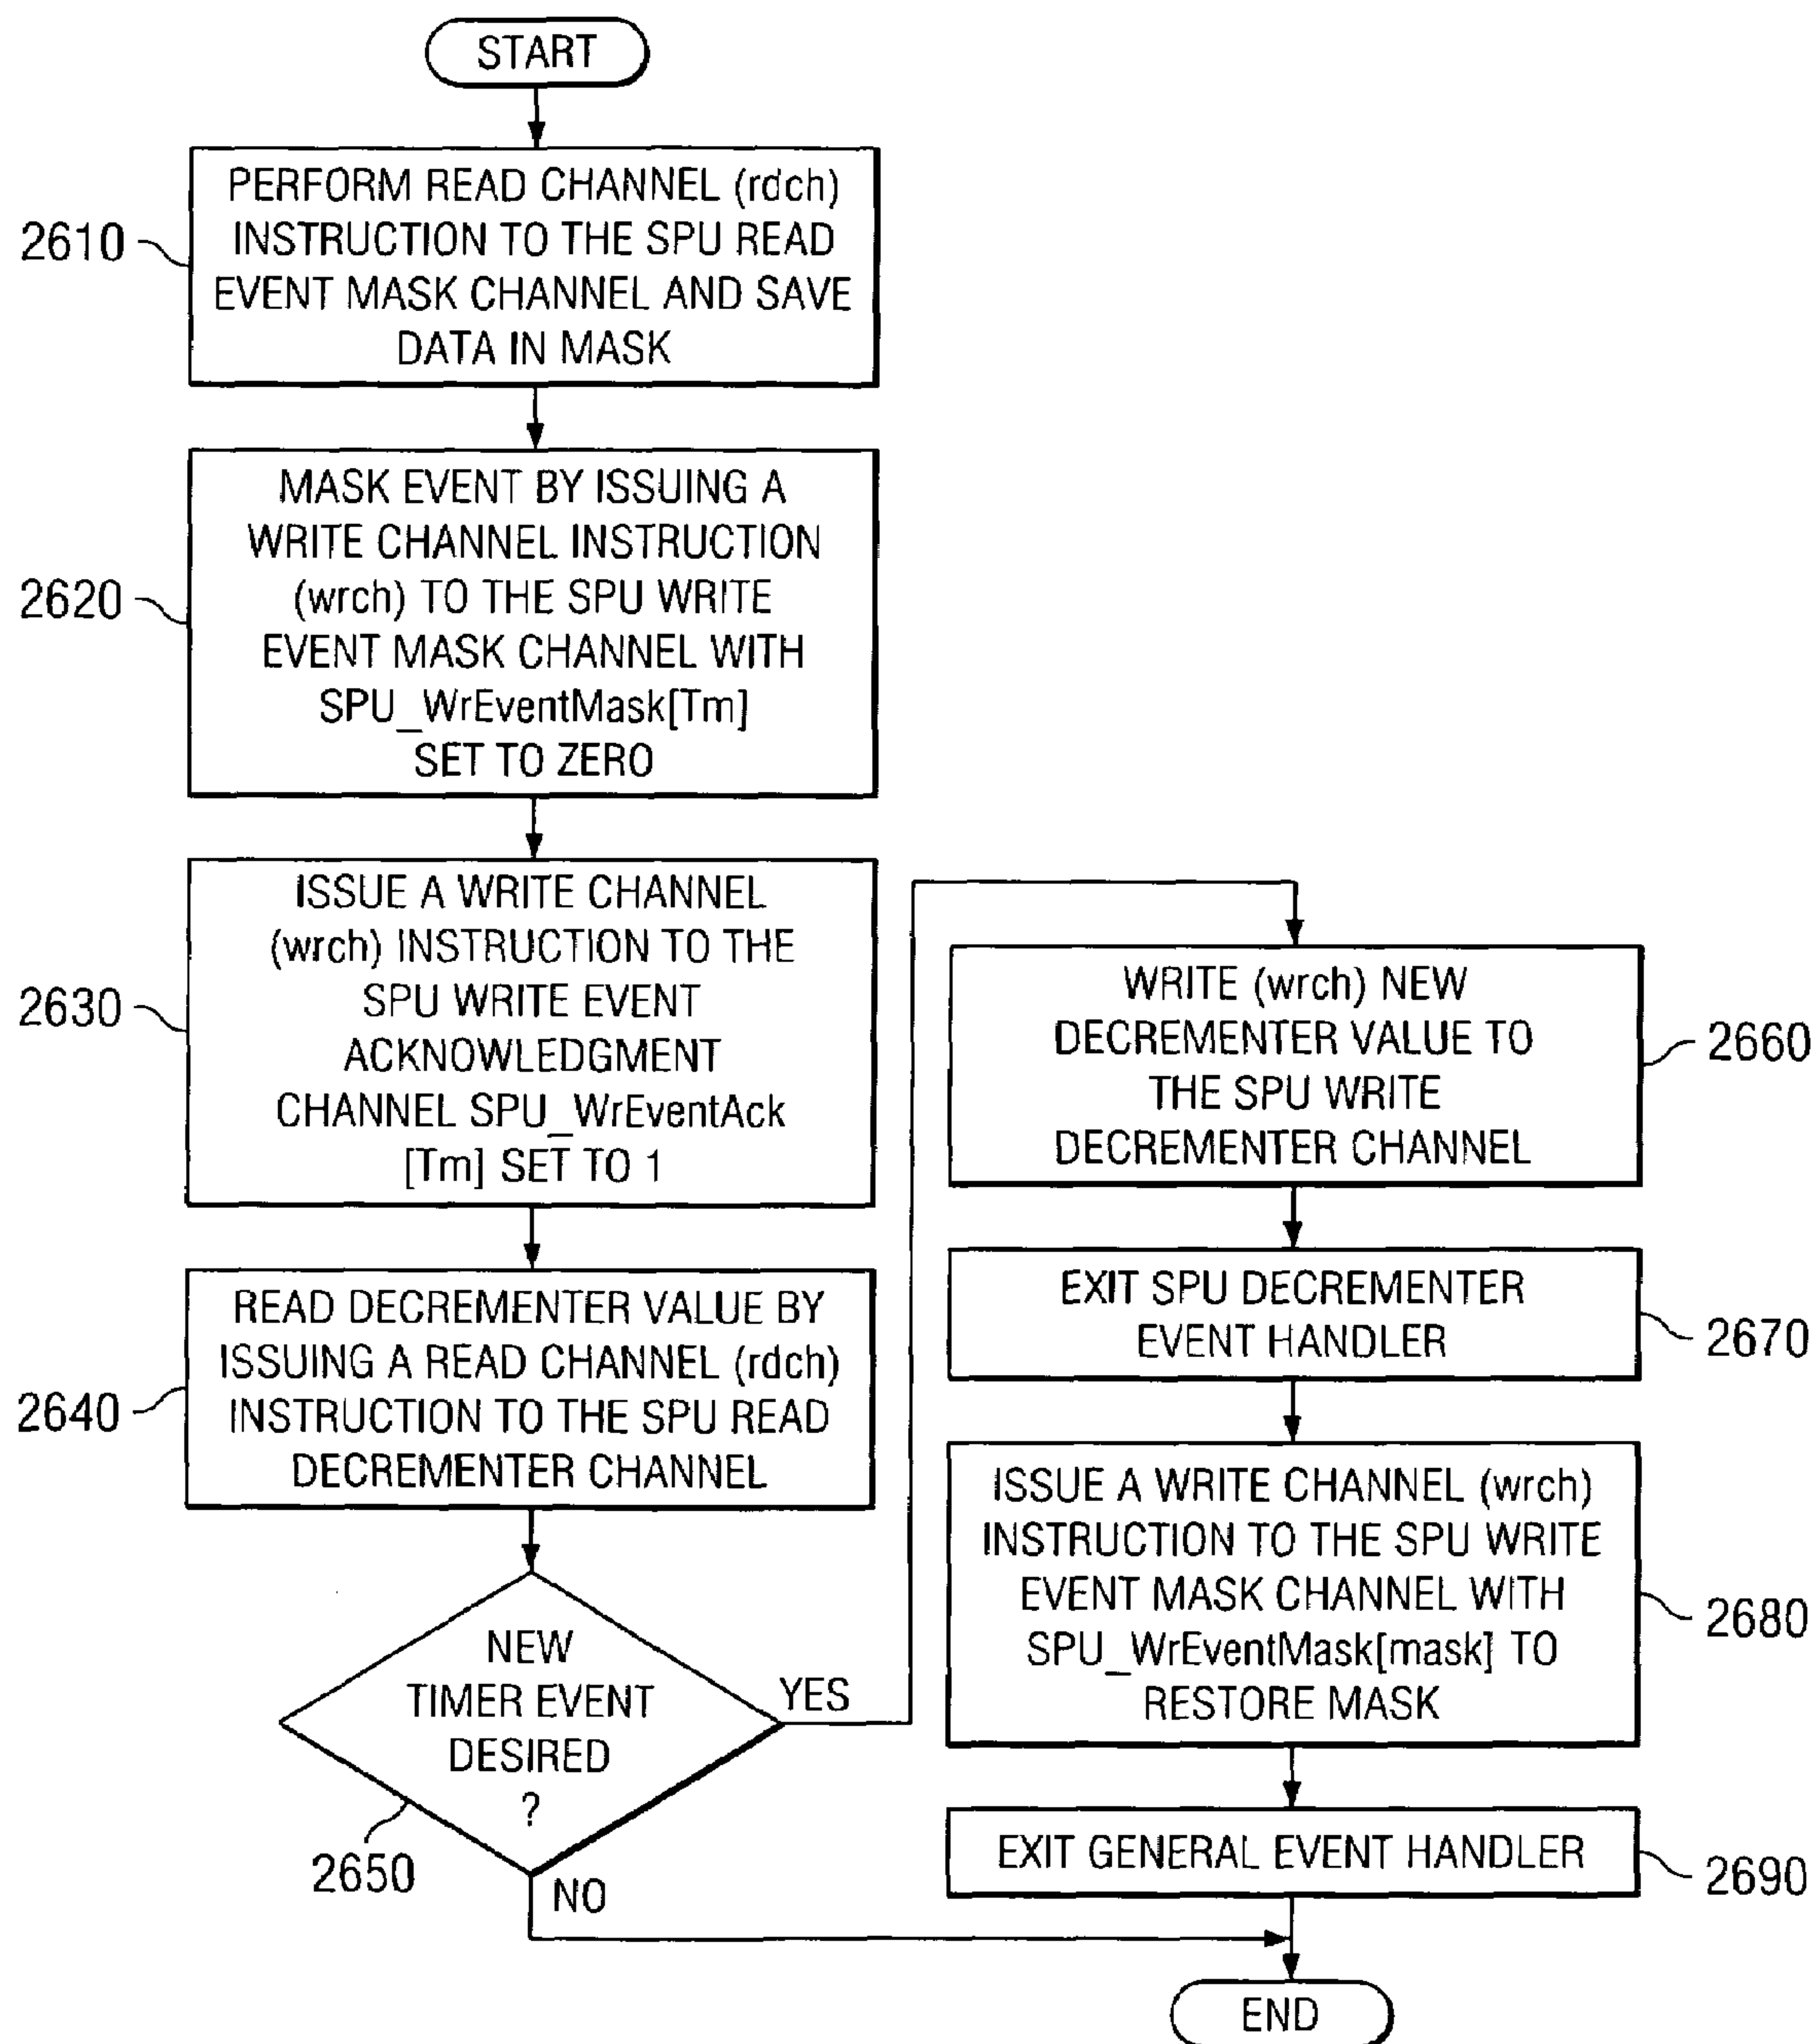 START
2610
PERFORM READ CHANNEL (rdch)
INSTRUCTION TO THE SPU READ
EVENT MASK CHANNEL AND SAVE
DATA IN MASK
2620
MASK EVENT BY ISSUING A
WRITE CHANNEL INSTRUCTION
(wrch) TO THE SPU WRITE
EVENT MASK CHANNEL WITH
SPU_WrEventMask[Tm]
SET TO ZERO
2630
ISSUE A WRITE CHANNEL
(wrch) INSTRUCTION TO THE
SPU WRITE EVENT
ACKNOWLEDGMENT
CHANNEL SPU_WrEventAck
[Tm] SET TO 1
2640
READ DECREMENTER VALUE BY
ISSUING A READ CHANNEL (rdch)
INSTRUCTION TO THE SPU READ
DECREMENTER CHANNEL
NEW
TIMER EVENT
DESIRED
?
2650
YES
NO
WRITE (wrch) NEW
DECREMENTER VALUE TO
THE SPU WRITE
DECREMENTER CHANNEL
2660
EXIT SPU DECREMENTER
EVENT HANDLER
2670
ISSUE A WRITE CHANNEL (wrch)
INSTRUCTION TO THE SPU WRITE
EVENT MASK CHANNEL WITH
SPU_WrEventMask[mask] TO
RESTORE MASK
2680
EXIT GENERAL EVENT HANDLER
2690
END